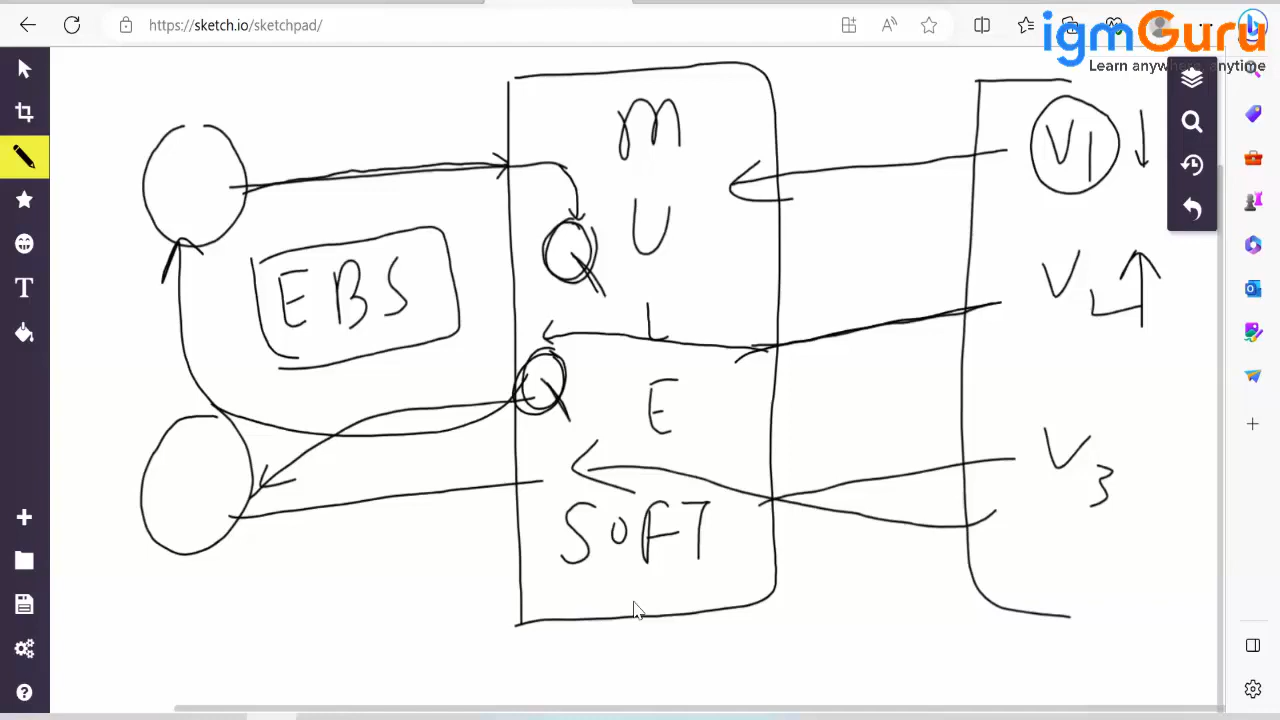 https://sketch.io/sketchpad/
igmGuru
Learn anywhere, anytime
M
U
L
E
SOFT
EBS
Q
Q
V1
V2
V3